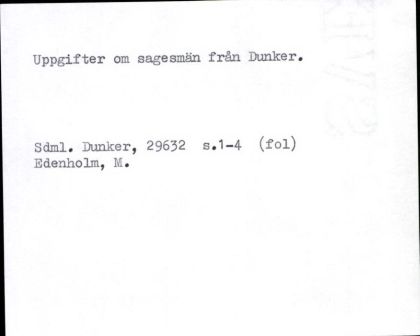 Uppgifter om sagesmän från Dunker.
Sdml. Dunker, 29632 s.1-4 (fol)
Edenholm, M.